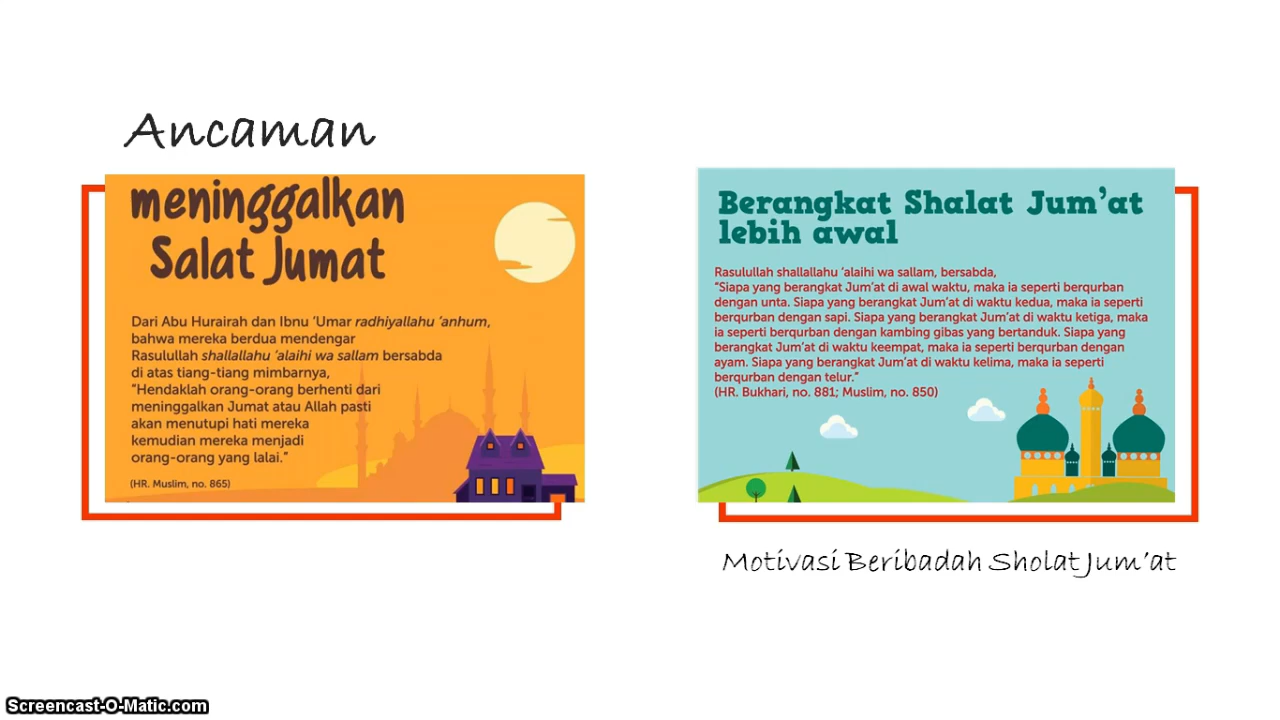 Ancaman
meninggalkan
Salat Jumat
Dari Abu Hurairah dan Ibnu ‘Umar radhiyallahu ‘anhum,
bahwa mereka berdua mendengar
Rasulullah shallallahu ‘alaihi wa sallam bersabda
di atas tiang-tiang mimbarnya,
“Hendaklah orang-orang berhenti dari
meninggalkan Jumat atau Allah pasti
akan menutupi hati mereka
kemudian mereka menjadi
orang-orang yang lalai.”
(HR. Muslim, no. 865)
Berangkat Shalat Jum’at
lebih awal
Rasulullah shallallahu ‘alaihi wa sallam, bersabda,
“Siapa yang berangkat Jum’at di awal waktu, maka ia seperti berqurban
dengan unta. Siapa yang berangkat Jum’at di waktu kedua, maka ia seperti
berqurban dengan sapi. Siapa yang berangkat Jum’at di waktu ketiga, maka
ia seperti berqurban dengan kambing gibas yang bertanduk. Siapa yang
berangkat Jum’at di waktu keempat, maka ia seperti berqurban dengan
ayam. Siapa yang berangkat Jum’at di waktu kelima, maka ia seperti
berqurban dengan telur.”
(HR. Bukhari, no. 881; Muslim, no. 850)
Motivasi Beribadah Sholat Jum’at
Screencast-O-Matic.com